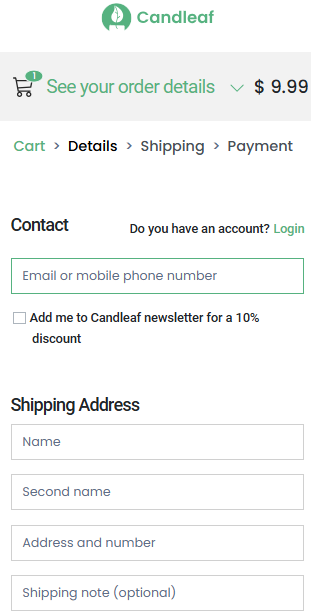 Candleaf
1
See your order details $ 9.99
Cart > Details > Shipping > Payment
Contact
Do you have an account? Login
Email or mobile phone number
Add me to Candleaf newsletter for a 10%
discount
Shipping Address
Name
Second name
Address and number
Shipping note (optional)